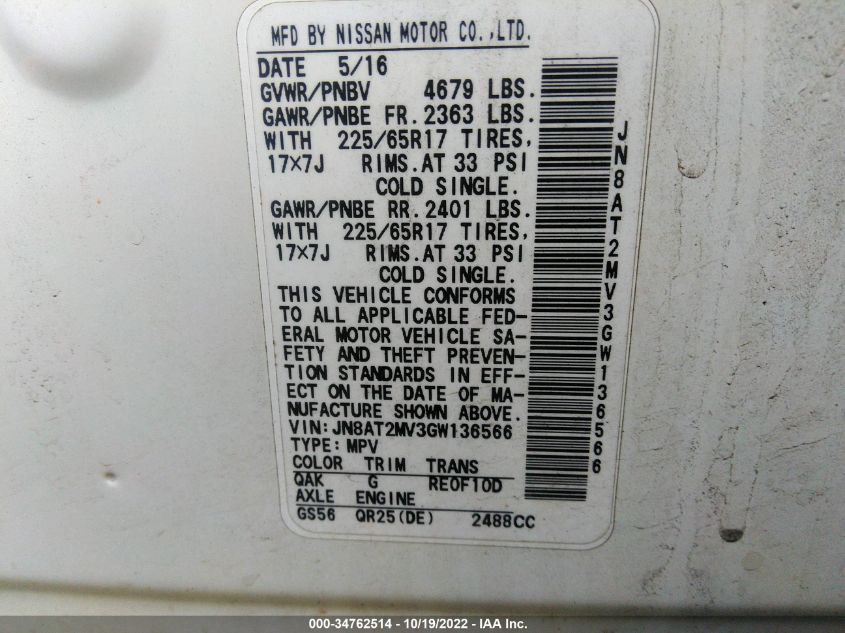 MFD BY NISSAN MOTOR CO.,LTD.
DATE 5/16
GVWR/PNBV 4679 LBS.
GAWR/PNBE FR. 2363 LBS.
WITH 225/65R17 TIRES,
17×7J RIMS. AT 33 PSI
COLD SINGLE.
GAWR/PNBE RR. 2401 LBS.
WITH 225/65R17 TIRES,
17×7J RIMS. AT 33 PSI
COLD SINGLE.
THIS VEHICLE CONFORMS
TO ALL APPLICABLE FED-
ERAL MOTOR VEHICLE SA-
FETY AND THEFT PREVEN-
TION STANDARDS IN EFF-
ECT ON THE DATE OF MA-
NUFACTURE SHOWN ABOVE.
VIN: JN8AT2MV3GW136566
TYPE: MPV
COLOR TRIM TRANS
QAK G RE0F10D
AXLE ENGINE
GS56 QR25(DE) 2488CC
JN8AT2MV3GW136566
000-34762514 - 10/19/2022 - IAA Inc.